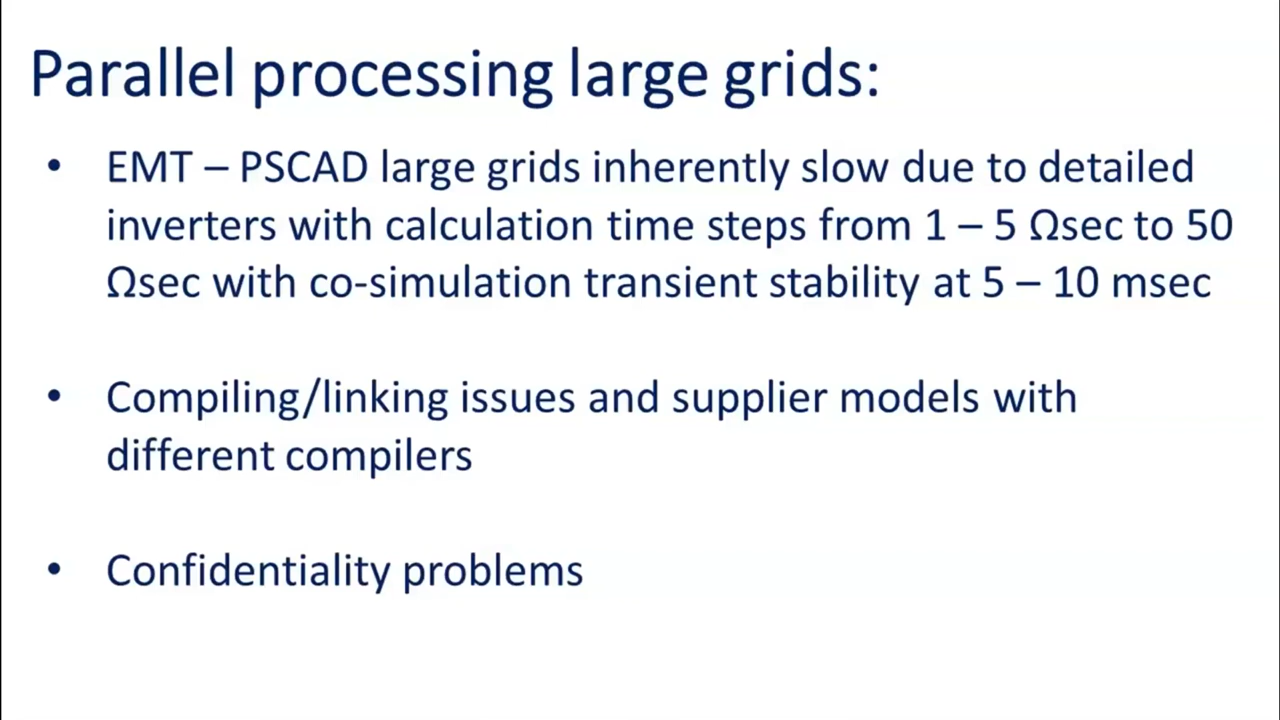 Parallel processing large grids:
• EMT – PSCAD large grids inherently slow due to detailed
inverters with calculation time steps from 1 – 5 Ωsec to 50
Ωsec with co-simulation transient stability at 5 – 10 msec
• Compiling/linking issues and supplier models with
different compilers
• Confidentiality problems